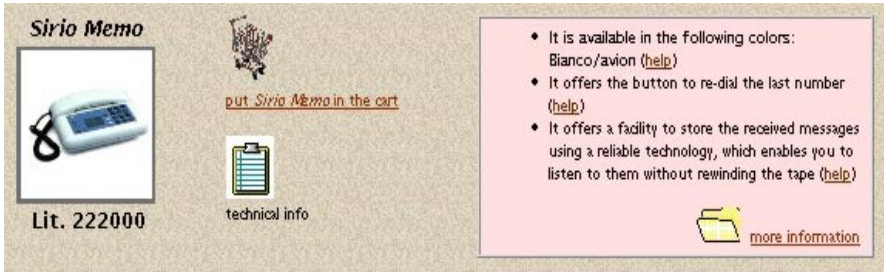 Sirio Memo
Lit. 222000
put Sirio Memo in the cart
technical info
• It is available in the following colors:
Bianco/avion (help)
• It offers the button to re-dial the last number
(help)
• It offers a facility to store the received messages
using a reliable technology, which enables you to
listen to them without rewinding the tape (help)
more information